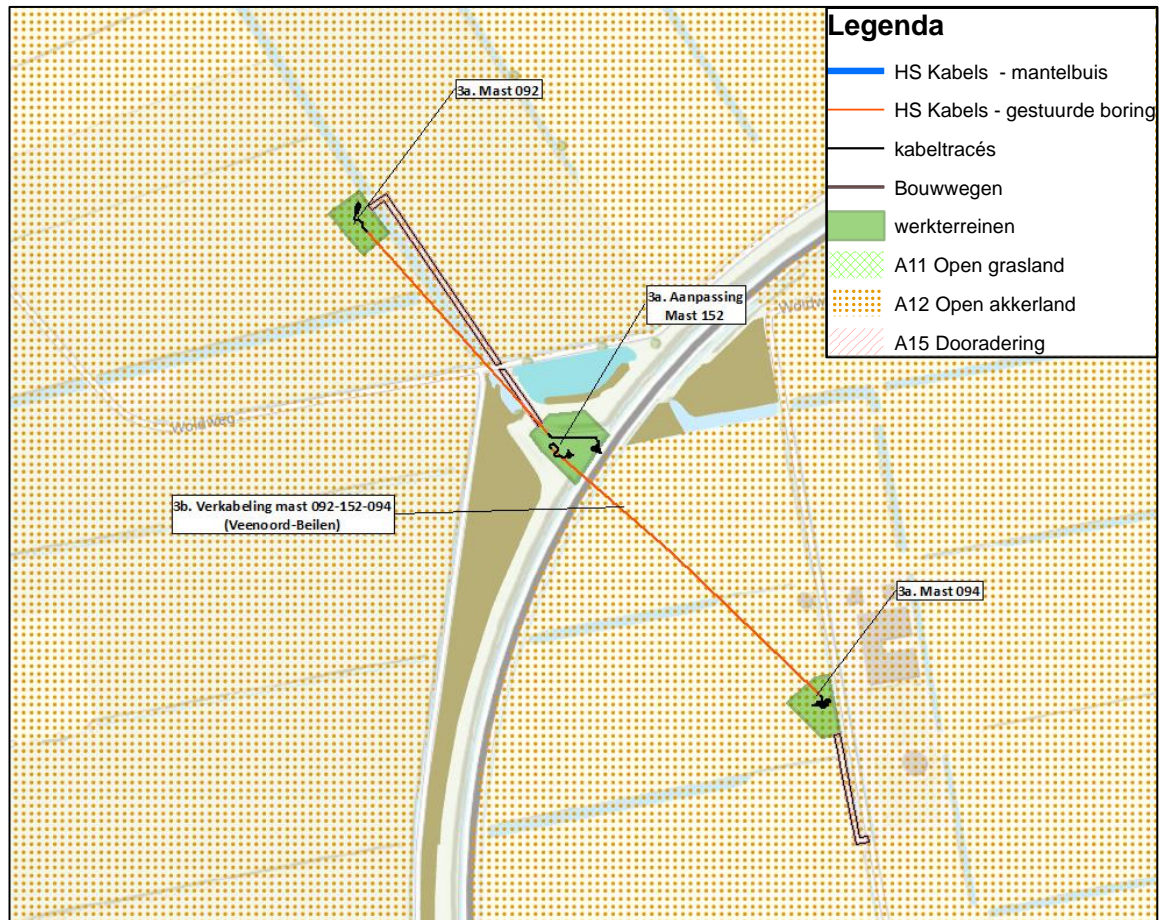 Legenda
HS Kabels - mantelbuis
HS Kabels - gestuurde boring
kabeltracés
Bouwwegen
werkterreinen
A11 Open grasland
A12 Open akkerland
A15 Dooradering
3a. Mast 092
3a. Aanpassing
Mast 152
Woldweg
3b. Verkabeling mast 092-152-094
(Veenoord-Beilen)
3a. Mast 094